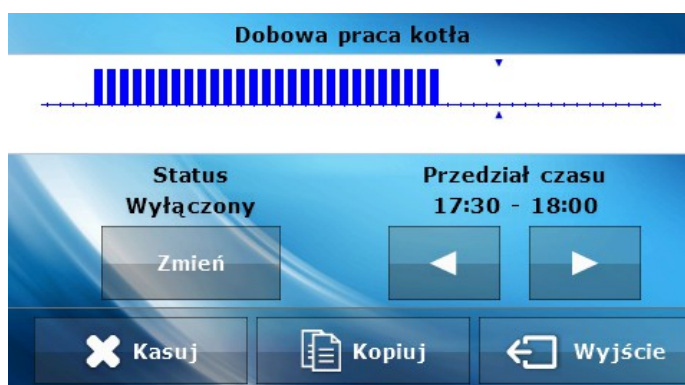 Dobowa praca kotła
Status
Wyłączony
Przedział czasu
17:30 - 18:00
Zmień
Kasuj
Kopiuj
Wyjście